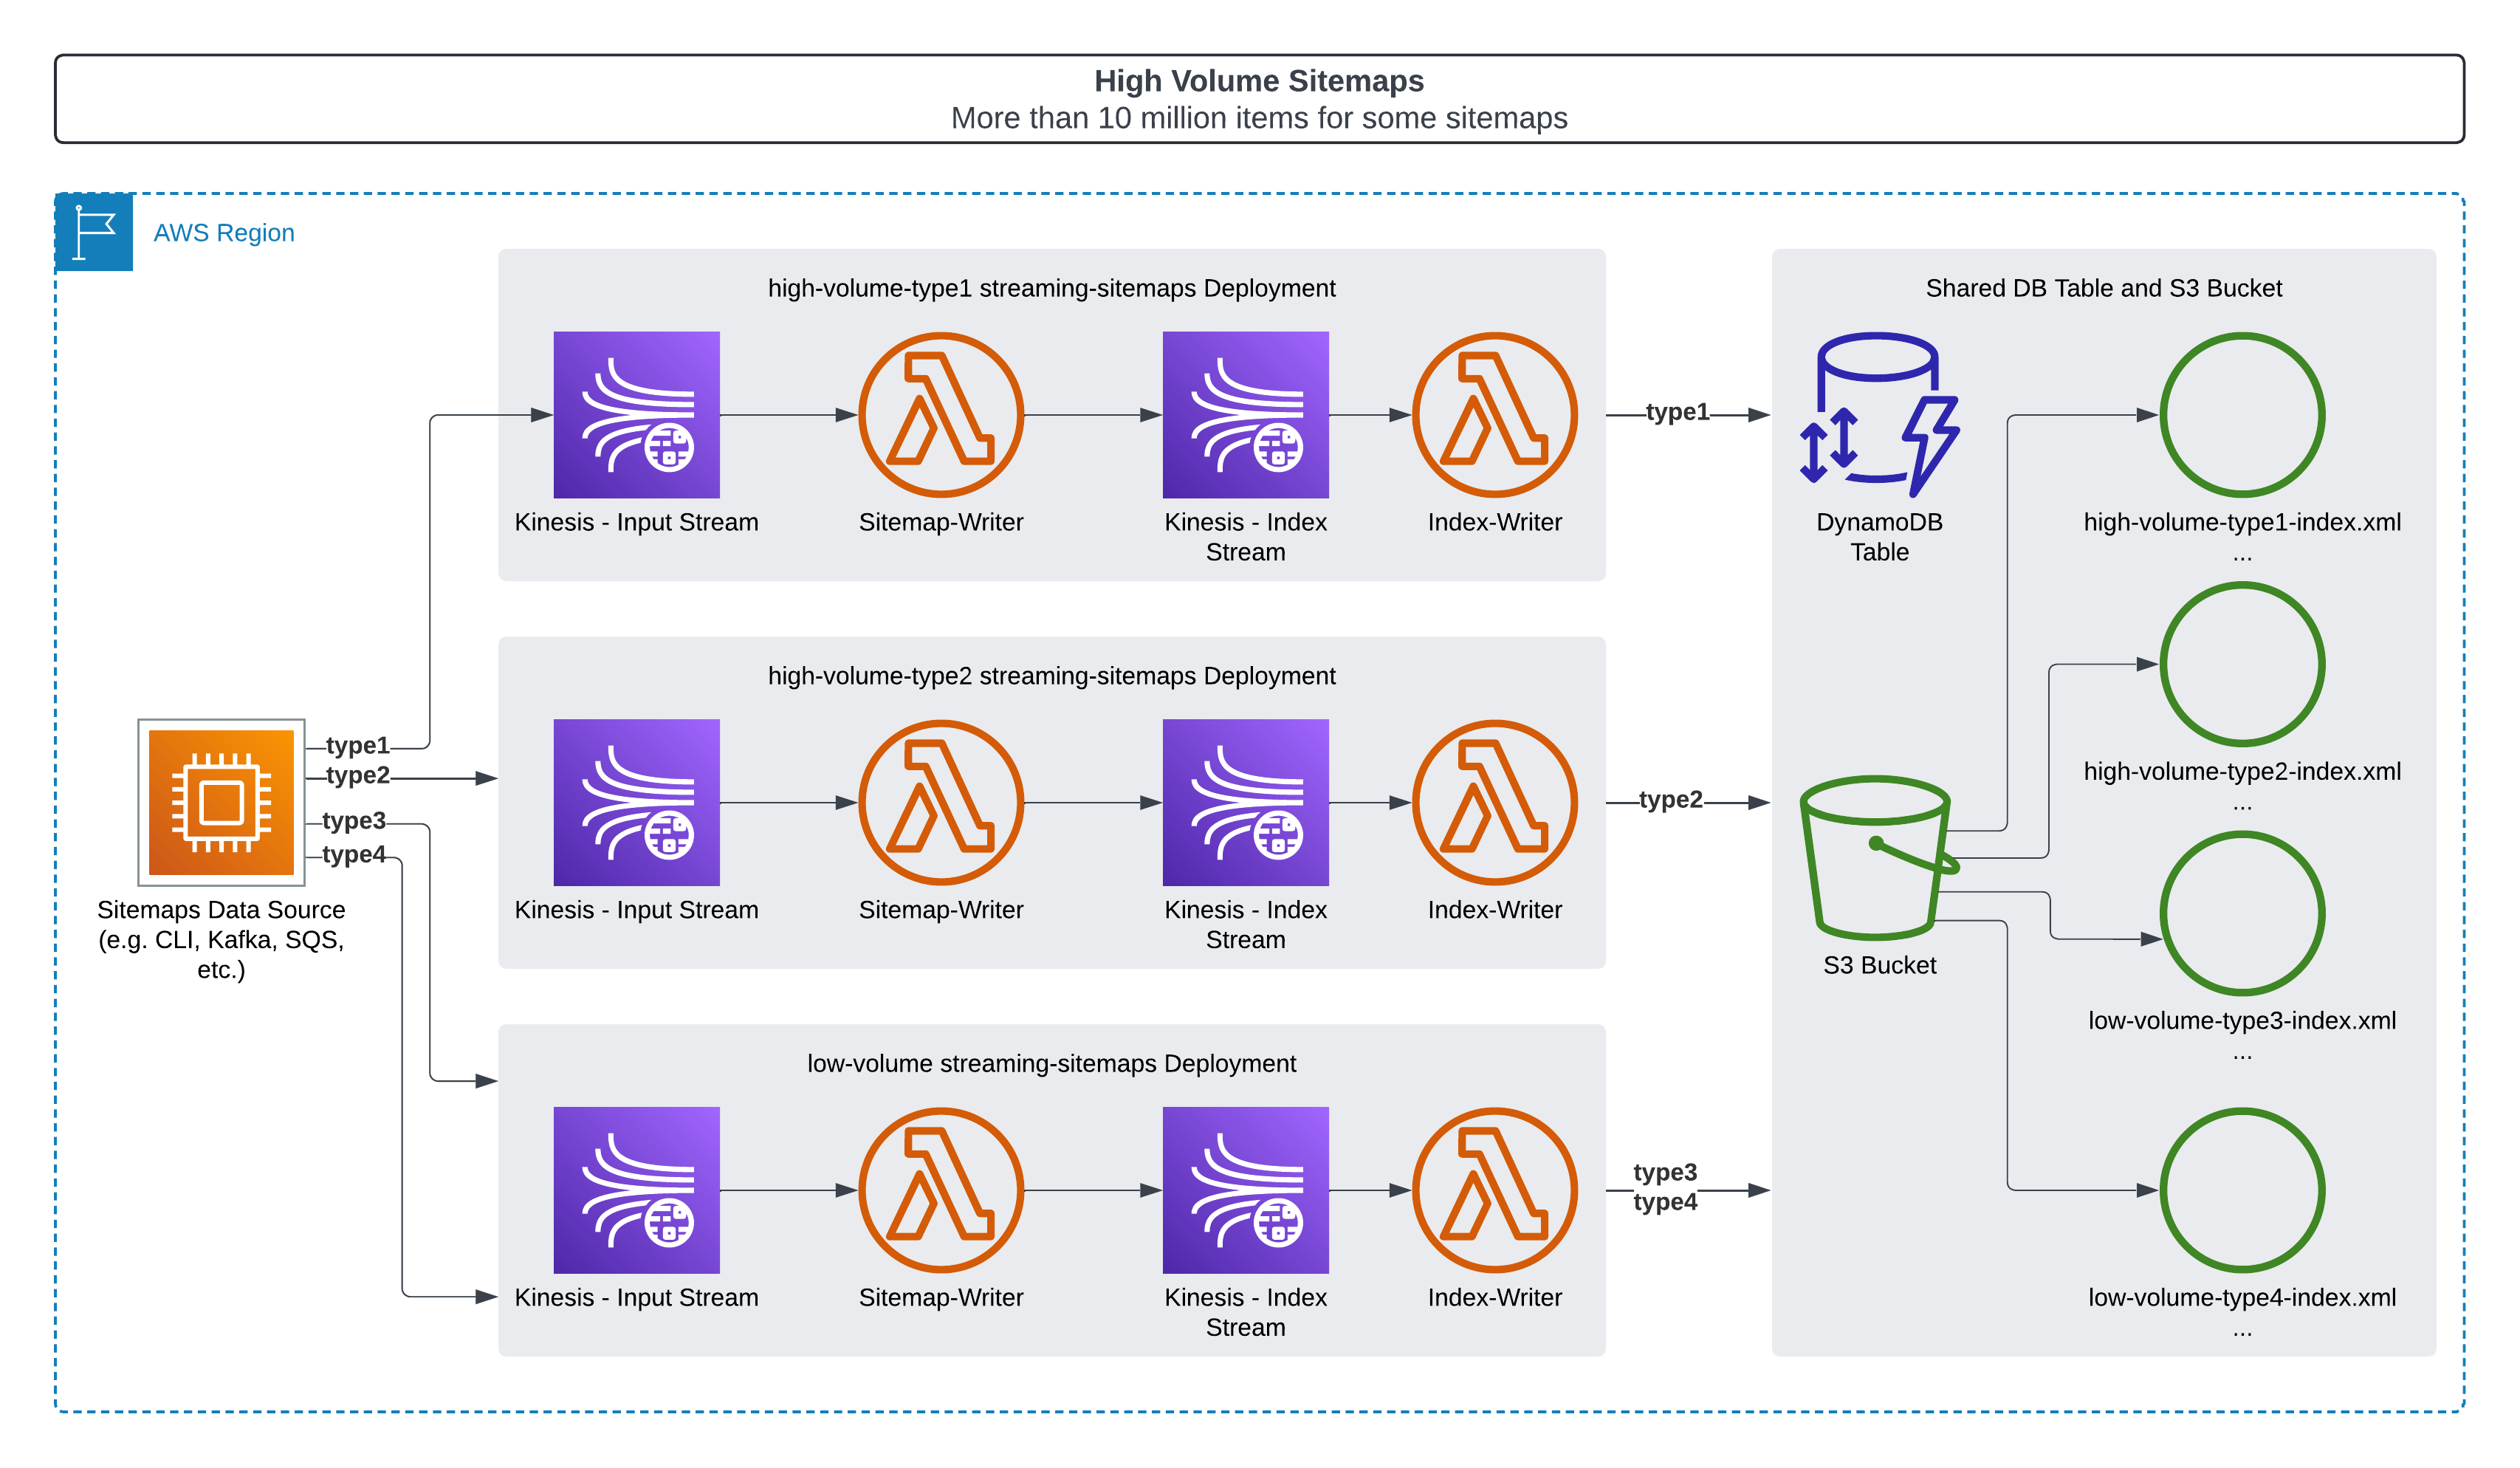 High Volume Sitemaps
More than 10 million items for some sitemaps
AWS Region
high-volume-type1 streaming-sitemaps Deployment
Kinesis - Input Stream
Sitemap-Writer
Kinesis - Index
Stream
Index-Writer
type1
Shared DB Table and S3 Bucket
DynamoDB
Table
high-volume-type1-index.xml
...
high-volume-type2-index.xml
...
S3 Bucket
low-volume-type3-index.xml
...
low-volume-type4-index.xml
...
type1
type2
type3
type4
Sitemaps Data Source
(e.g. CLI, Kafka, SQS,
etc.)
high-volume-type2 streaming-sitemaps Deployment
Kinesis - Input Stream
Sitemap-Writer
Kinesis - Index
Stream
Index-Writer
type2
low-volume streaming-sitemaps Deployment
Kinesis - Input Stream
Sitemap-Writer
Kinesis - Index
Stream
Index-Writer
type3
type4